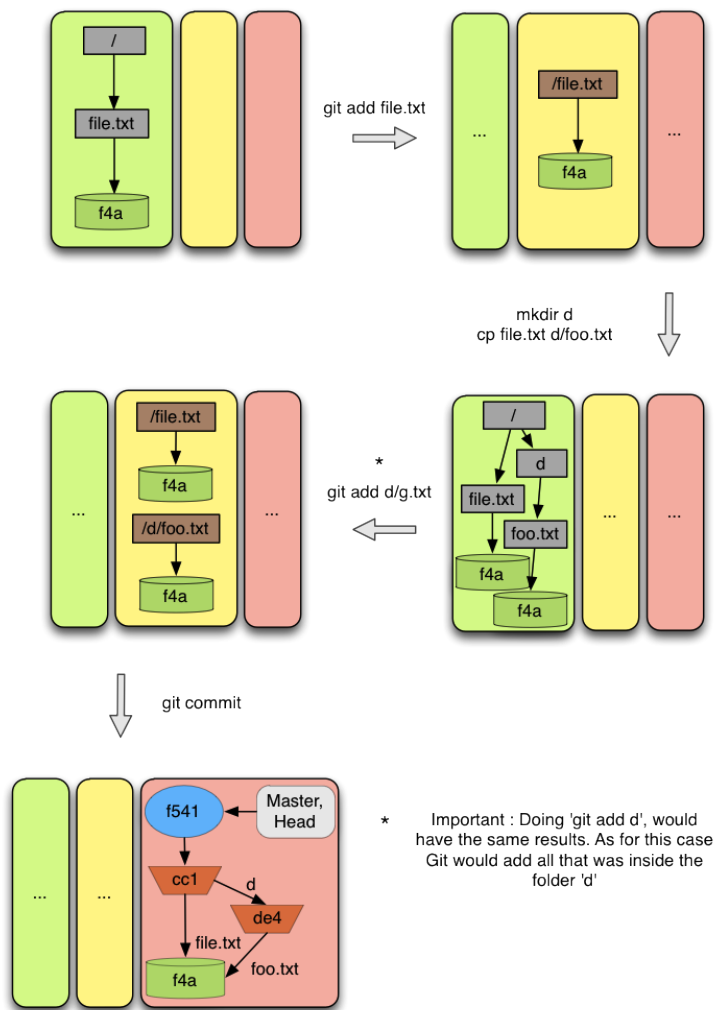 /
file.txt
f4a
git add file.txt
...
/file.txt
f4a
...
mkdir d
cp file.txt d/foo.txt
/
d
file.txt
foo.txt
f4a
f4a
...
...
*
git add d/g.txt
...
/file.txt
f4a
/d/foo.txt
f4a
...
git commit
...
...
f541
Master,
Head
cc1
d
de4
file.txt
foo.txt
f4a
*
Important : Doing 'git add d', would
have the same results. As for this case
Git would add all that was inside the
folder 'd'